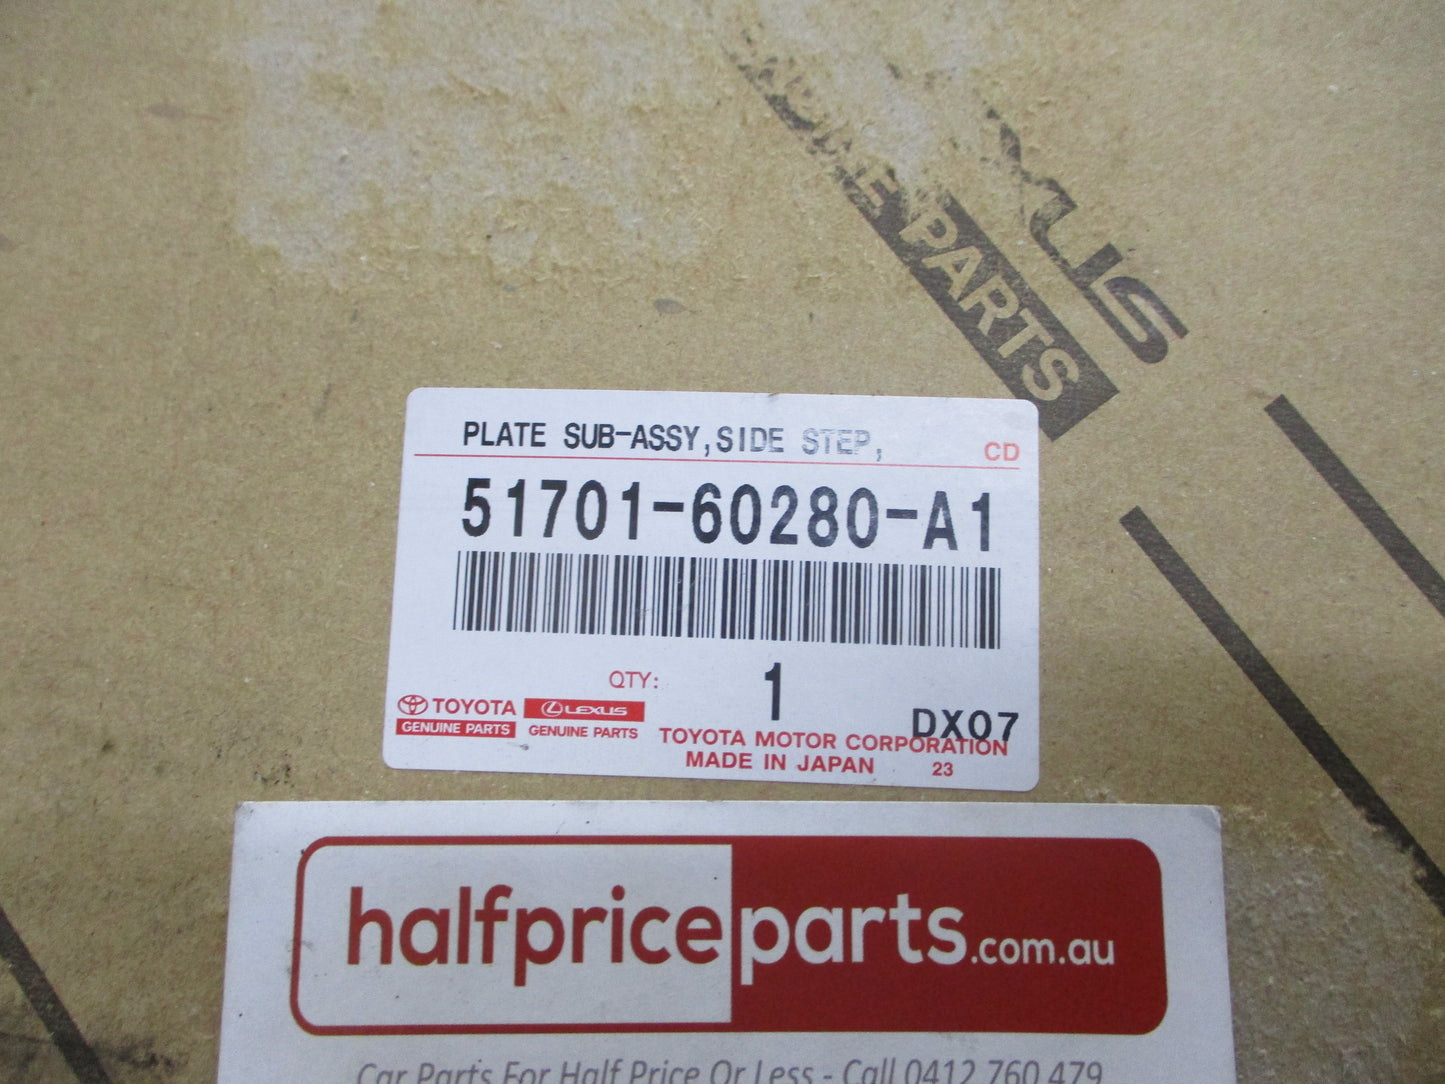 XUS
PARTS
PLATE SUB-ASSY,SIDE STEP,
CD
51701-60280-A1
QTY: 1
DX07
TOYOTA
GENUINE PARTS
LEXUS
GENUINE PARTS
TOYOTA MOTOR CORPORATION
MADE IN JAPAN 23
halfpriceparts.com.au
Car Parts For Half Price Or Less - Call 0412 760 479